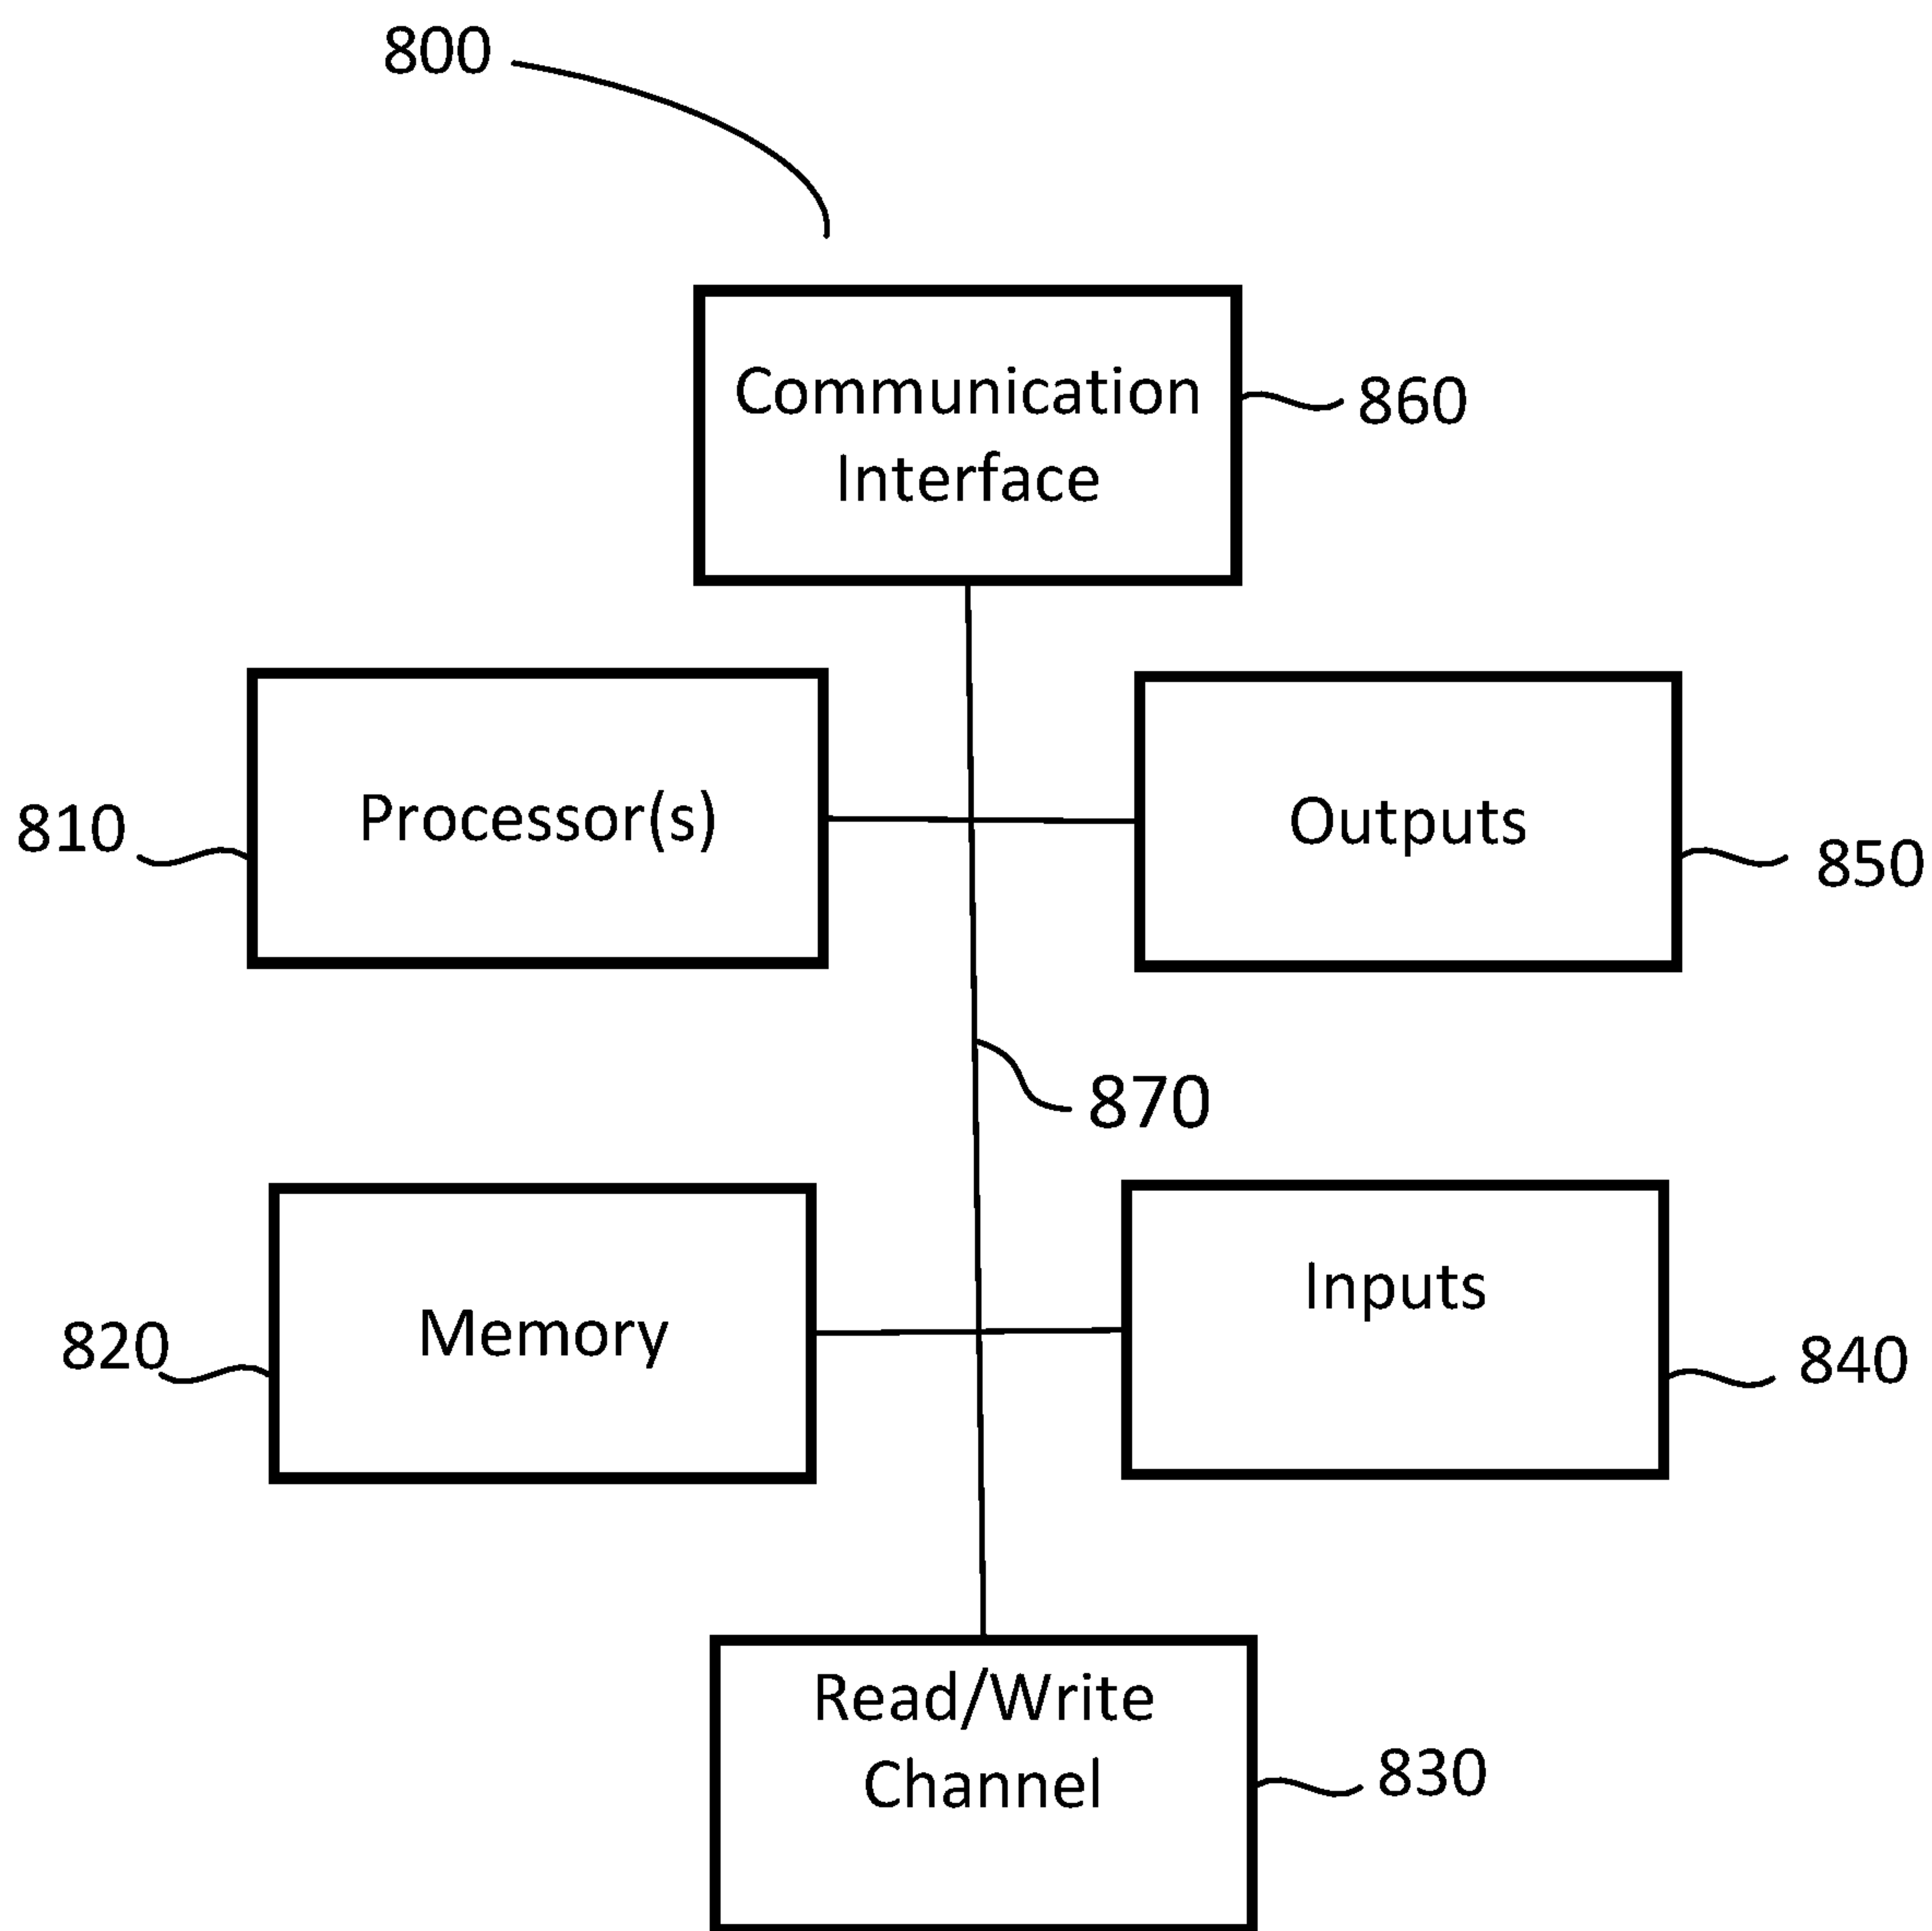 800
Communication
Interface
860
Processor(s)
810
Outputs
850
870
Memory
820
Inputs
840
Read/Write
Channel
830